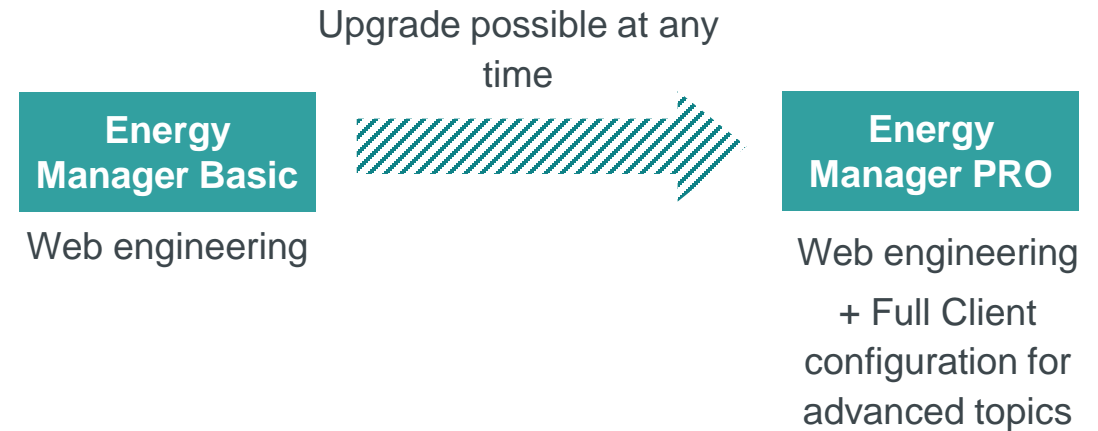 Upgrade possible at any
time
Energy
Manager Basic
Web engineering
Energy
Manager PRO
Web engineering
+ Full Client
configuration for
advanced topics